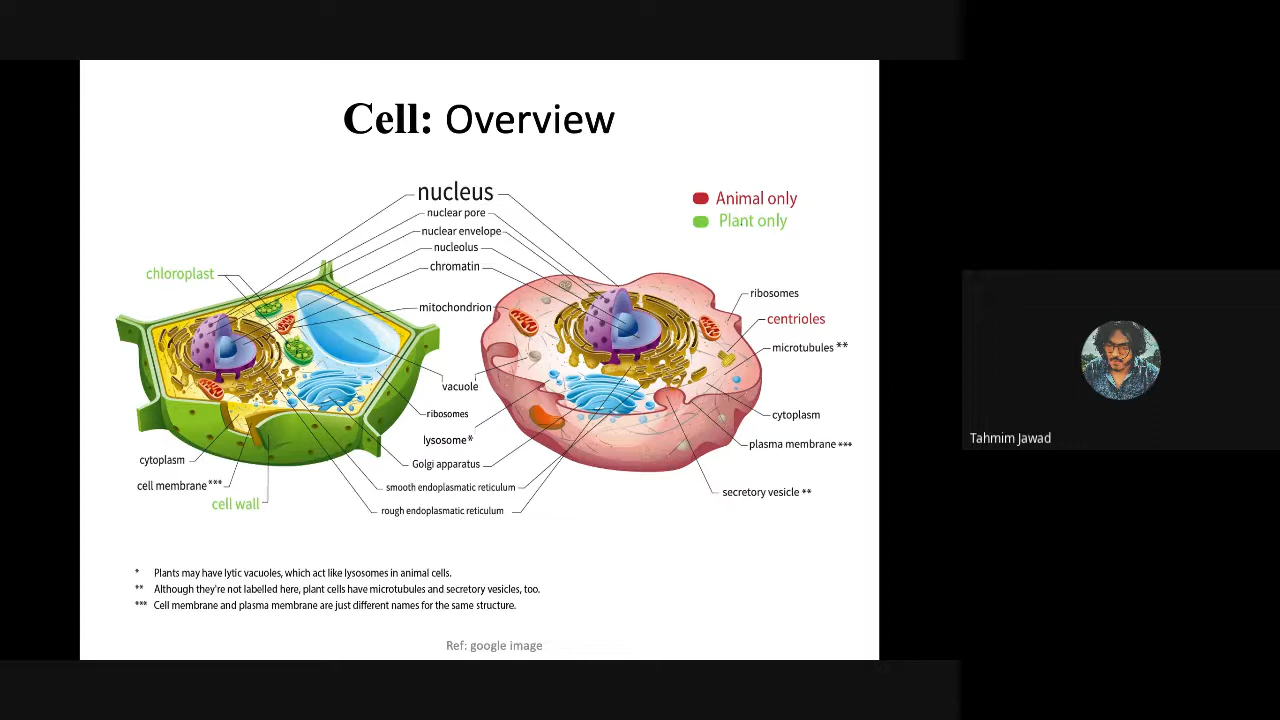 Cell: Overview
nucleus
nuclear pore
nuclear envelope
nucleolus
chromatin
mitochondrion
Animal only
Plant only
chloroplast
ribosomes
centrioles
microtubules **
vacuole
ribosomes
lysosome*
Golgi apparatus
smooth endoplasmatic reticulum
rough endoplasmatic reticulum
cytoplasm
cell membrane***
cell wall
cytoplasm
plasma membrane ***
secretory vesicle **
* Plants may have lytic vacuoles, which act like lysosomes in animal cells.
** Although they're not labelled here, plant cells have microtubules and secretory vesicles, too.
*** Cell membrane and plasma membrane are just different names for the same structure.
Ref: google image
Tahmim Jawad